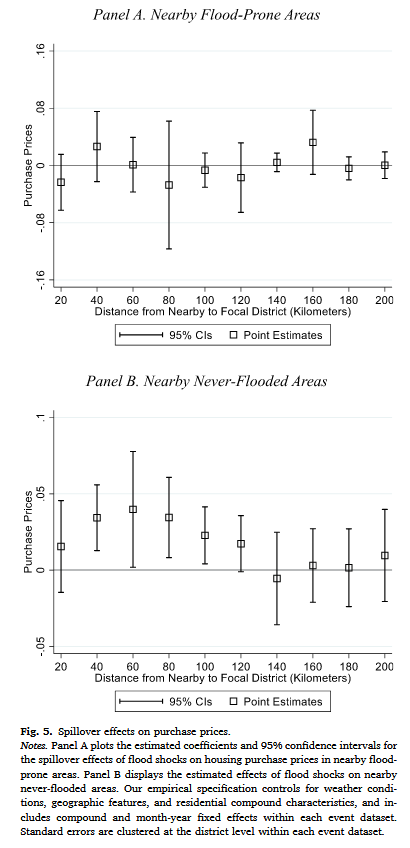 Panel A. Nearby Flood-Prone Areas
.16
.08
0
-.08
-.16
Purchase Prices
20 40 60 80 100 120 140 160 180 200
Distance from Nearby to Focal District (Kilometers)
95% CIs Point Estimates
Panel B. Nearby Never-Flooded Areas
.1
.05
0
-.05
Purchase Prices
20 40 60 80 100 120 140 160 180 200
Distance from Nearby to Focal District (Kilometers)
95% CIs Point Estimates
Fig. 5. Spillover effects on purchase prices.
Notes. Panel A plots the estimated coefficients and 95% confidence intervals for
the spillover effects of flood shocks on housing purchase prices in nearby flood-
prone areas. Panel B displays the estimated effects of flood shocks on nearby
never-flooded areas. Our empirical specification controls for weather condi-
tions, geographic features, and residential compound characteristics, and in-
cludes compound and month-year fixed effects within each event dataset.
Standard errors are clustered at the district level within each event dataset.